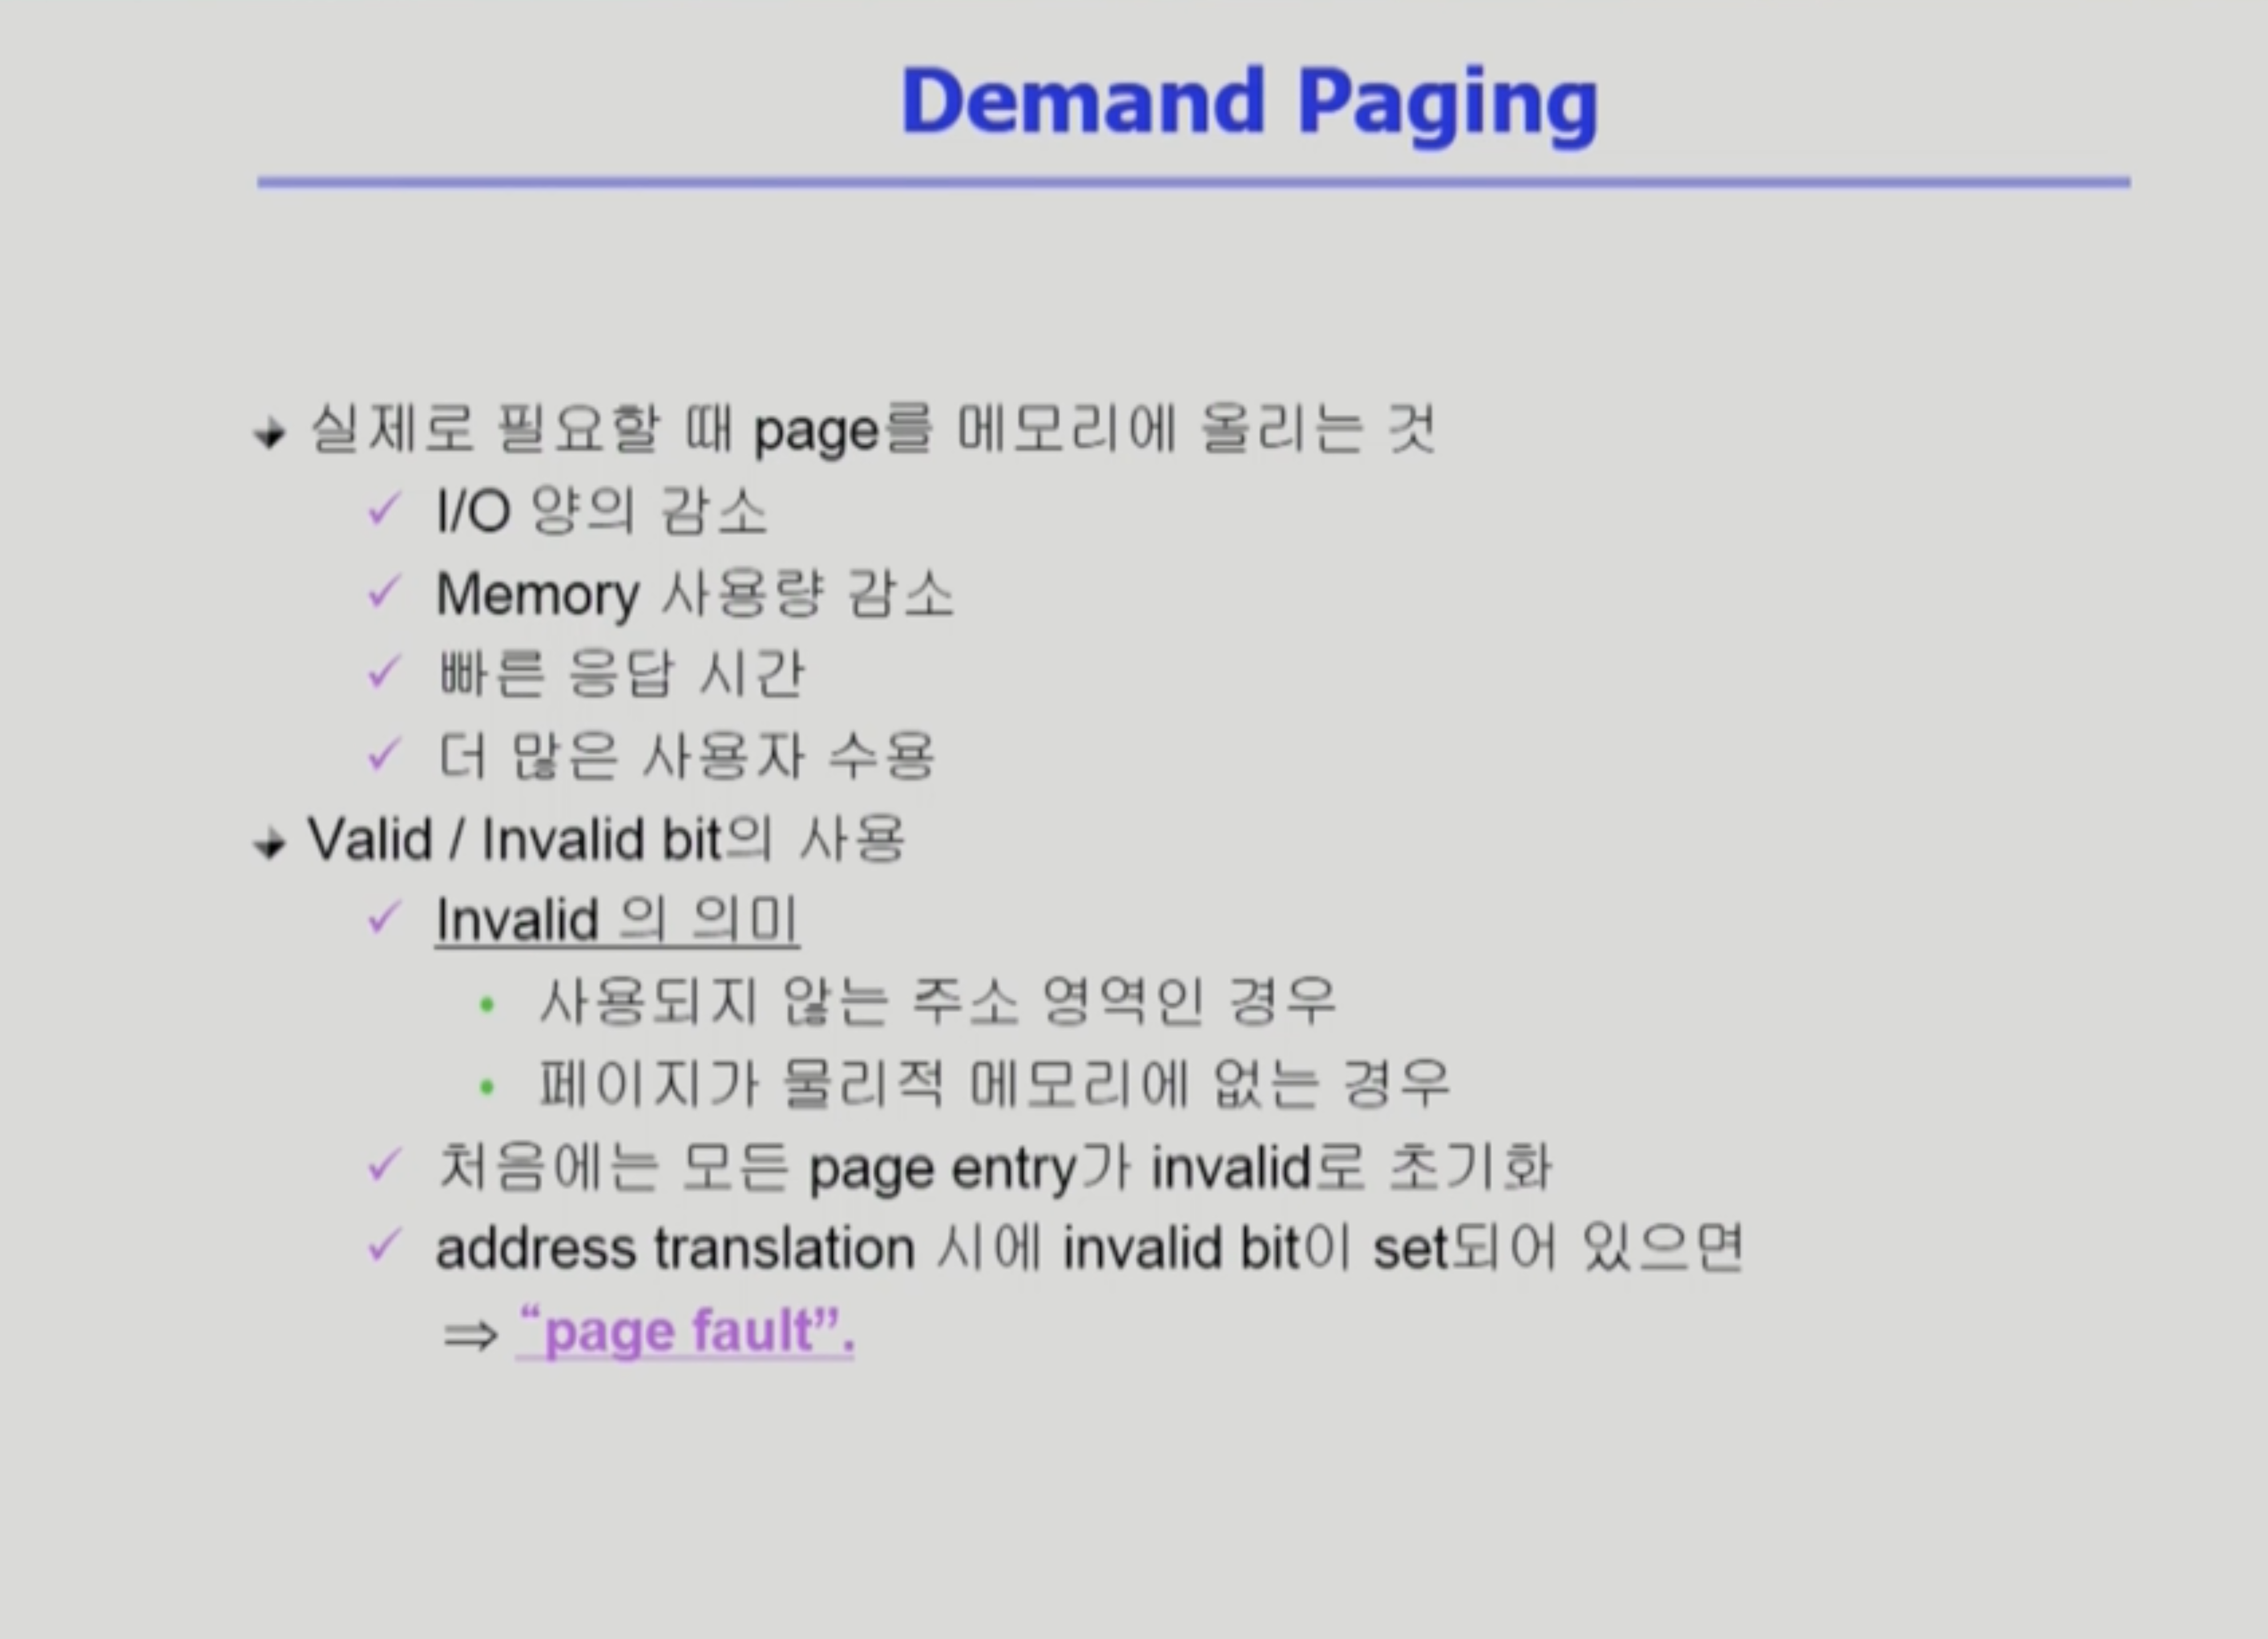 Demand Paging
실제로 필요할 때 page를 메모리에 올리는 것
✓ I/O 양의 감소
✓ Memory 사용량 감소
✓ 빠른 응답 시간
✓ 더 많은 사용자 수용
Valid / Invalid bit의 사용
✓ Invalid 의 의미
• 사용되지 않는 주소 영역인 경우
• 페이지가 물리적 메모리에 없는 경우
✓ 처음에는 모든 page entry가 invalid로 초기화
✓ address translation 시에 invalid bit이 set되어 있으면
⇒ “page fault”.